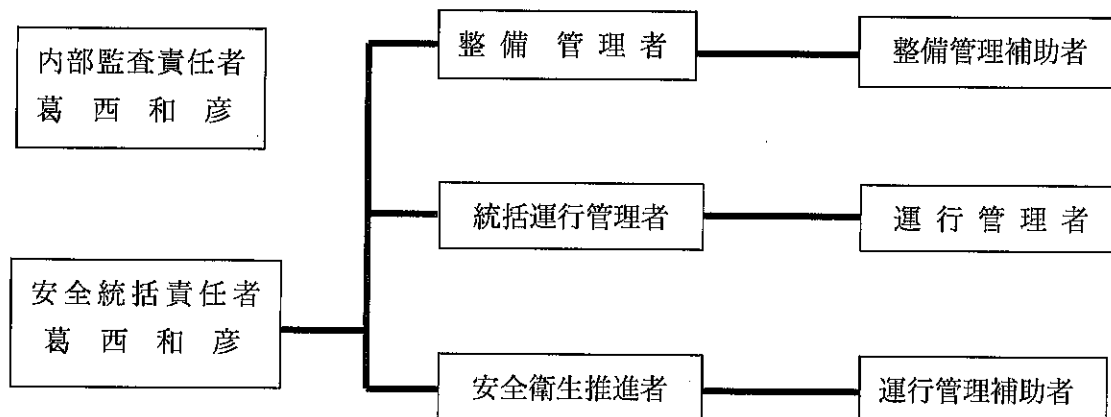 内部監査責任者
葛西和彦
整備管理者
整備管理補助者
統括運行管理者
運行管理者
安全統括責任者
葛西和彦
安全衛生推進者
運行管理補助者